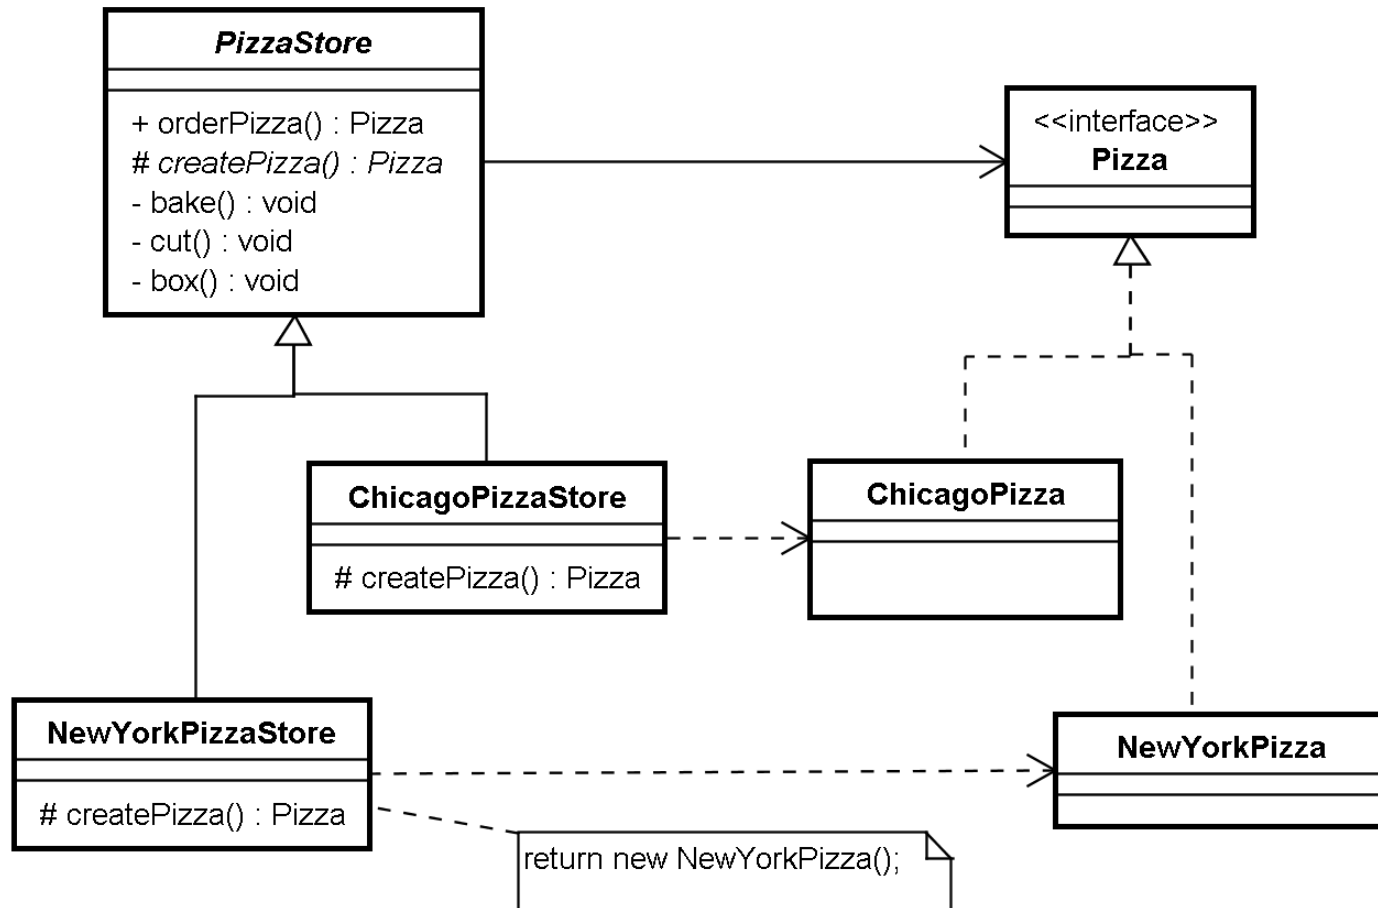 PizzaStore
+ orderPizza() : Pizza
# createPizza() : Pizza
- bake() : void
- cut() : void
- box() : void
<<interface>>
Pizza
ChicagoPizzaStore
# createPizza() : Pizza
ChicagoPizza
NewYorkPizzaStore
# createPizza() : Pizza
NewYorkPizza
return new NewYorkPizza();